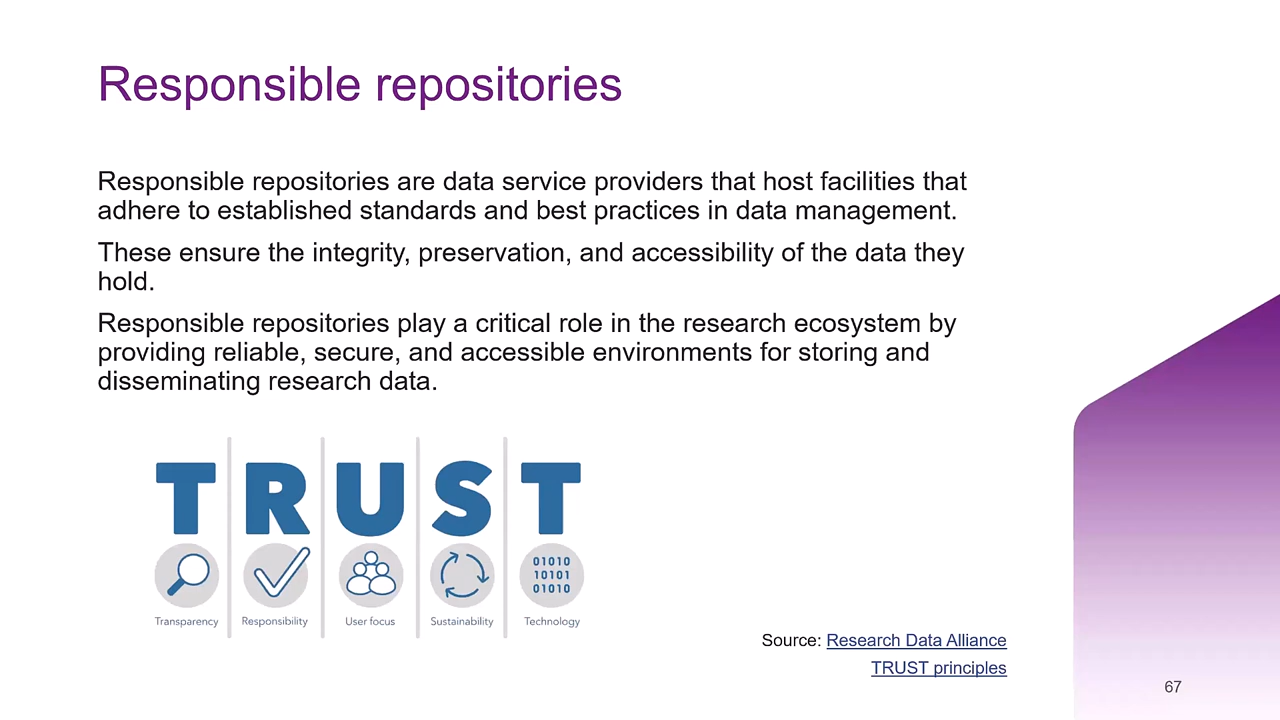 Responsible repositories
Responsible repositories are data service providers that host facilities that
adhere to established standards and best practices in data management.
These ensure the integrity, preservation, and accessibility of the data they
hold.
Responsible repositories play a critical role in the research ecosystem by
providing reliable, secure, and accessible environments for storing and
disseminating research data.
TRUST
01010
10101
01010
Transparency Responsibility User focus Sustainability Technology
Source: Research Data Alliance
TRUST principles
67